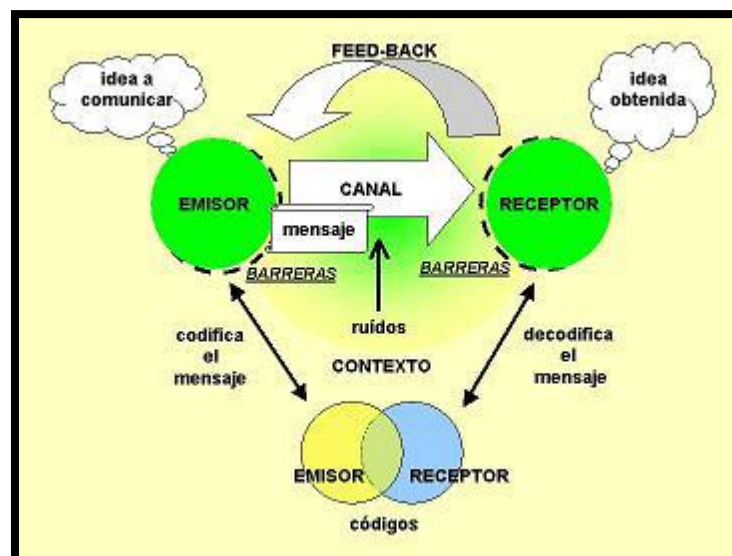 FEED-BACK
idea a
comunicar
idea
obtenida
EMISOR
CANAL
RECEPTOR
mensaje
BARRERAS
BARRERAS
ruídos
codifica
el
mensaje
decodifica
el
mensaje
CONTEXTO
EMISOR
RECEPTOR
códigos